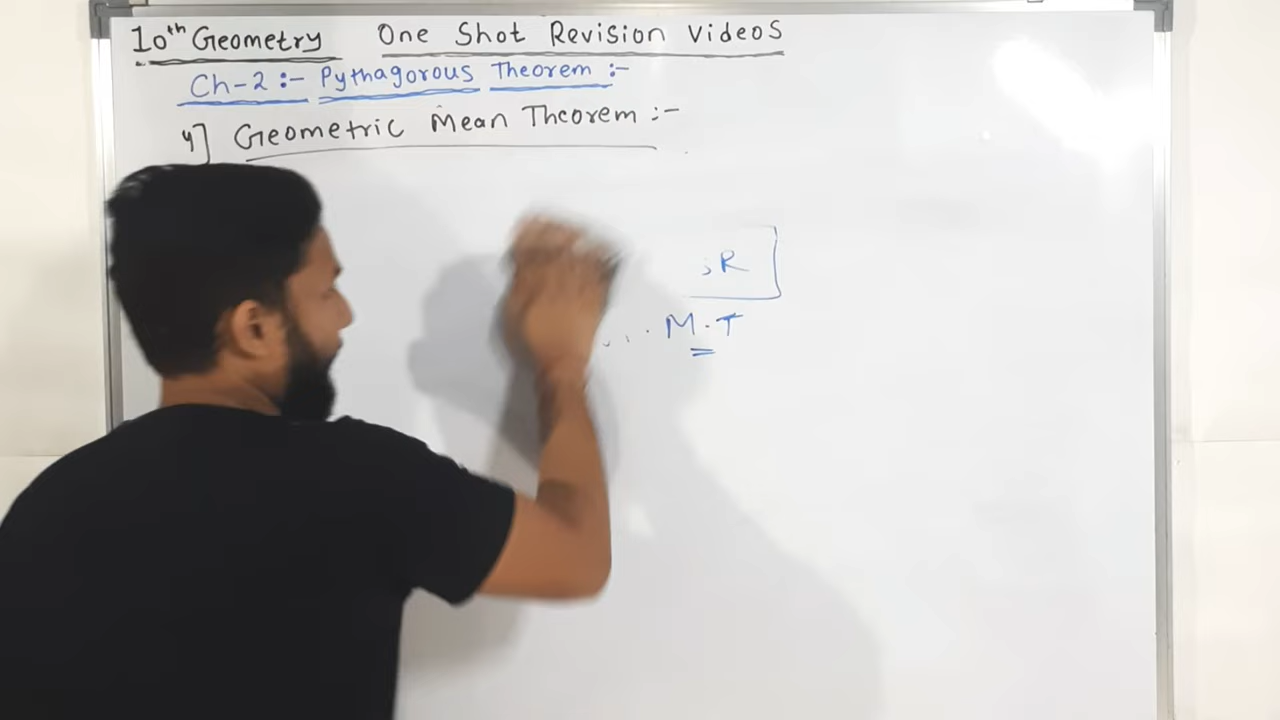 10th Geometry One Shot Revision Videos
Ch-2 :- Pythagorous Theorem :-
4] Geometric Mean Theorem :-
;R
... M.T